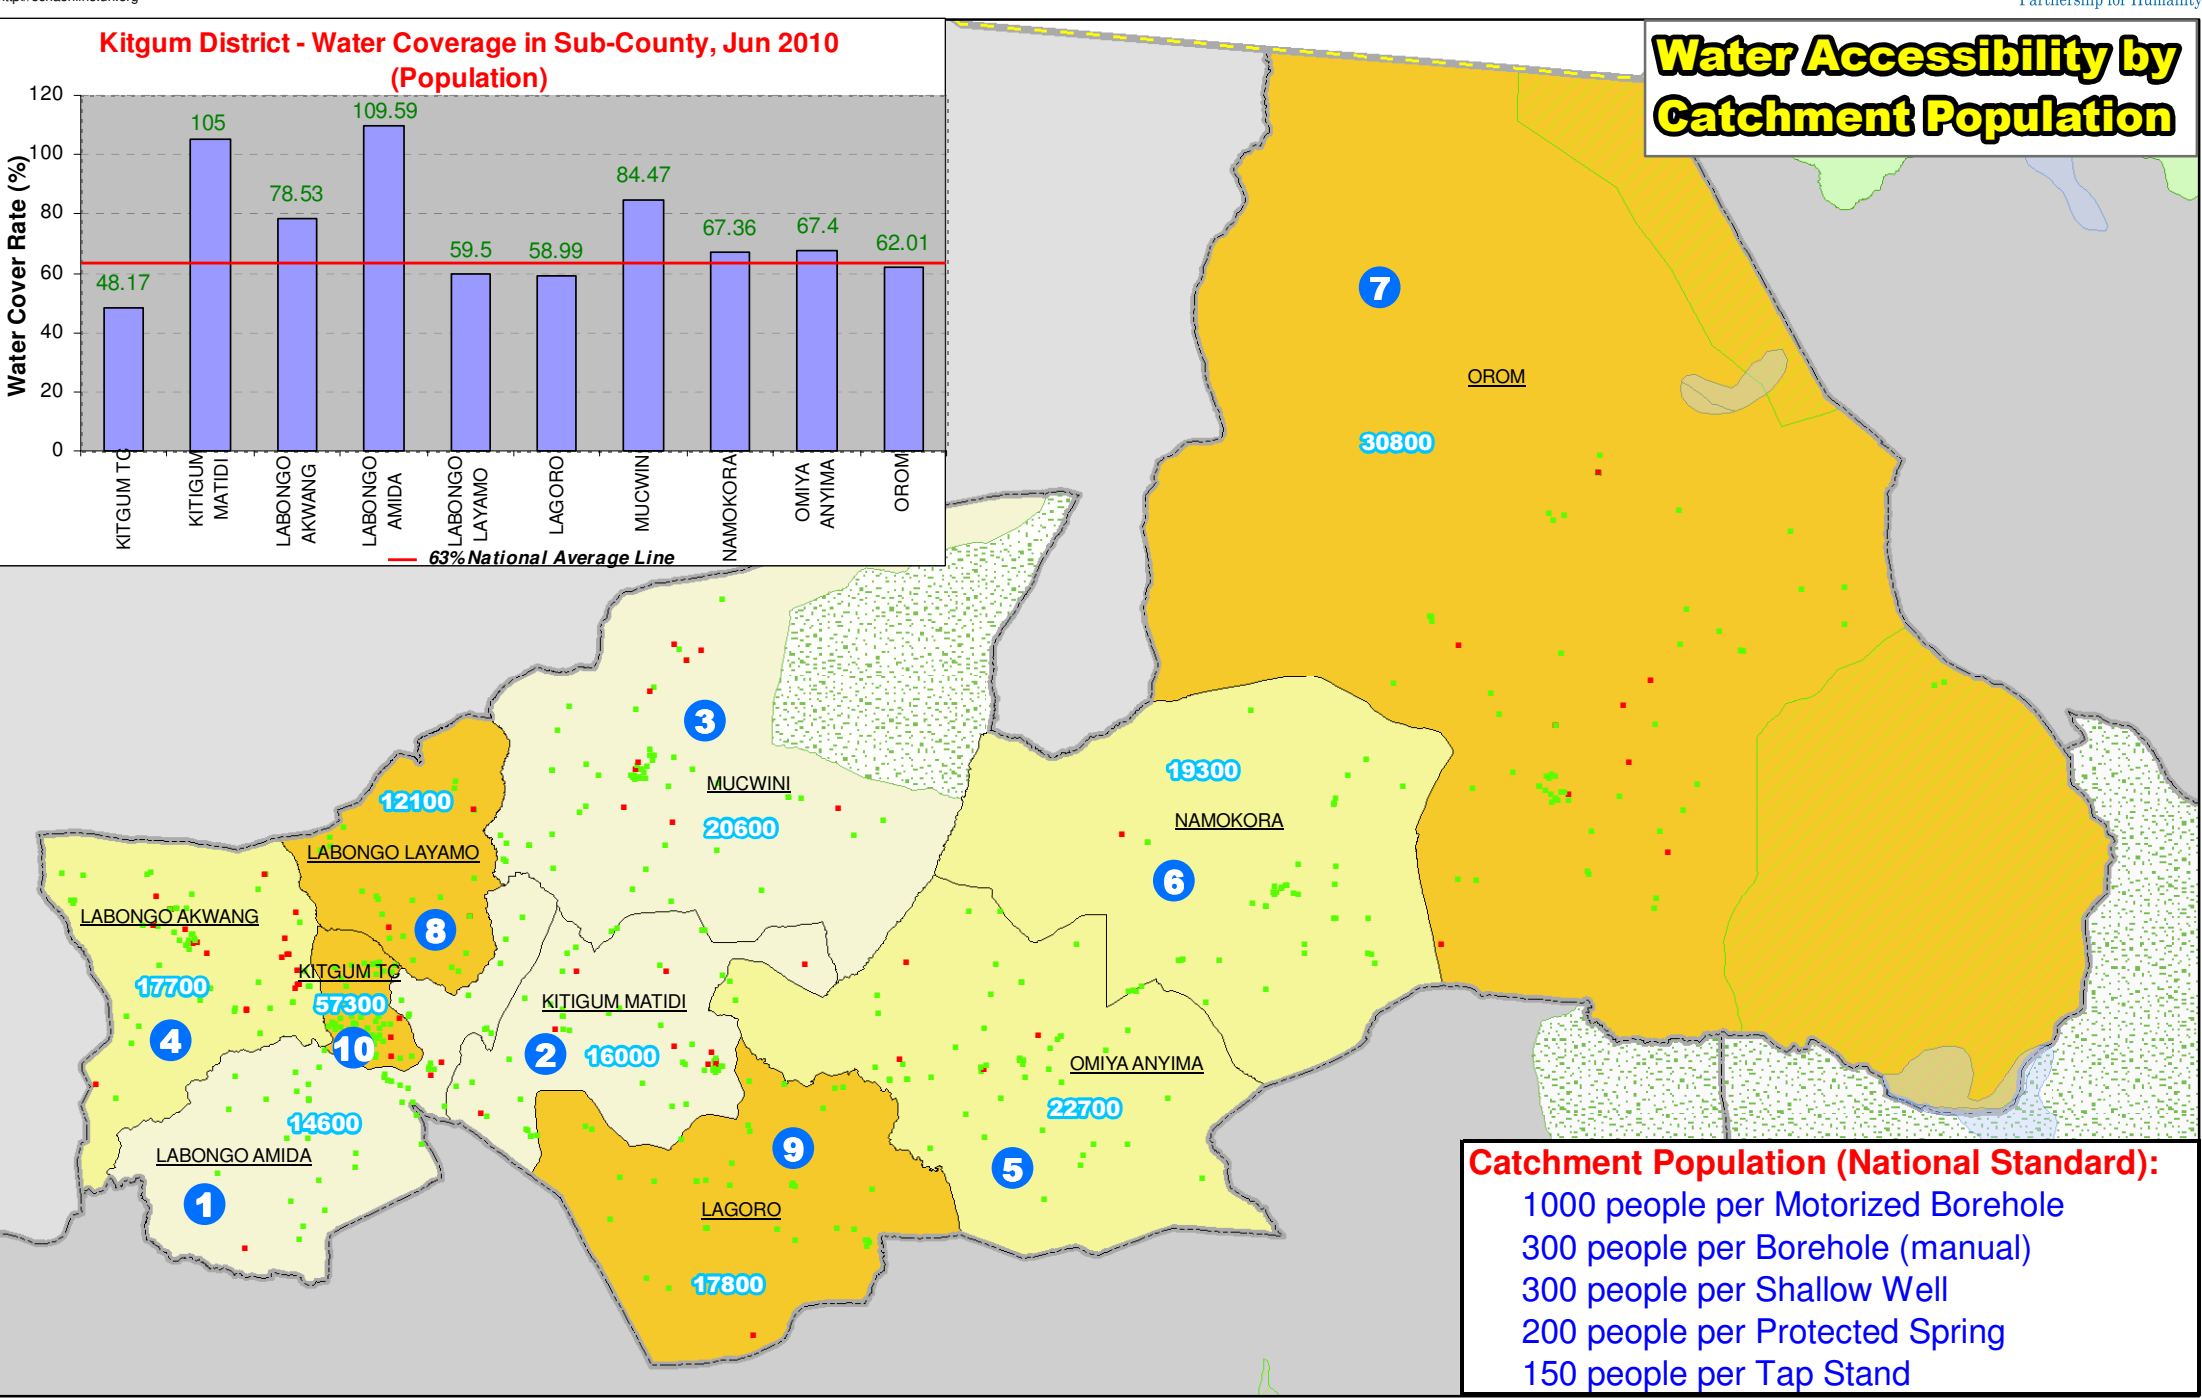 Kitgum District - Water Coverage in Sub-County, Jun 2010
(Population)
Water Cover Rate (%)
120
100
80
60
40
20
0
48.17
105
78.53
109.59
59.5
58.99
84.47
67.36
67.4
62.01
KITGUM TC
KITIGUM
MATIDI
LABONGO
AKWANG
LABONGO
AMIDA
LABONGO
LAYAMO
LAGORO
MUCWIN
NAMOKORA
OMIYA
ANYIMA
OROM
63% National Average Line
Water Accessibility by
Catchment Population
7
OROM
30800
3
MUCWINI
20600
19300
NAMOKORA
6
12100
LABONGO LAYAMO
8
LABONGO AKWANG
17700
4
KITGUM TC
57300
10
KITIGUM MATIDI
2
16000
OMIYA ANYIMA
22700
5
14600
LABONGO AMIDA
1
9
LAGORO
17800
Catchment Population (National Standard):
1000 people per Motorized Borehole
300 people per Borehole (manual)
300 people per Shallow Well
200 people per Protected Spring
150 people per Tap Stand